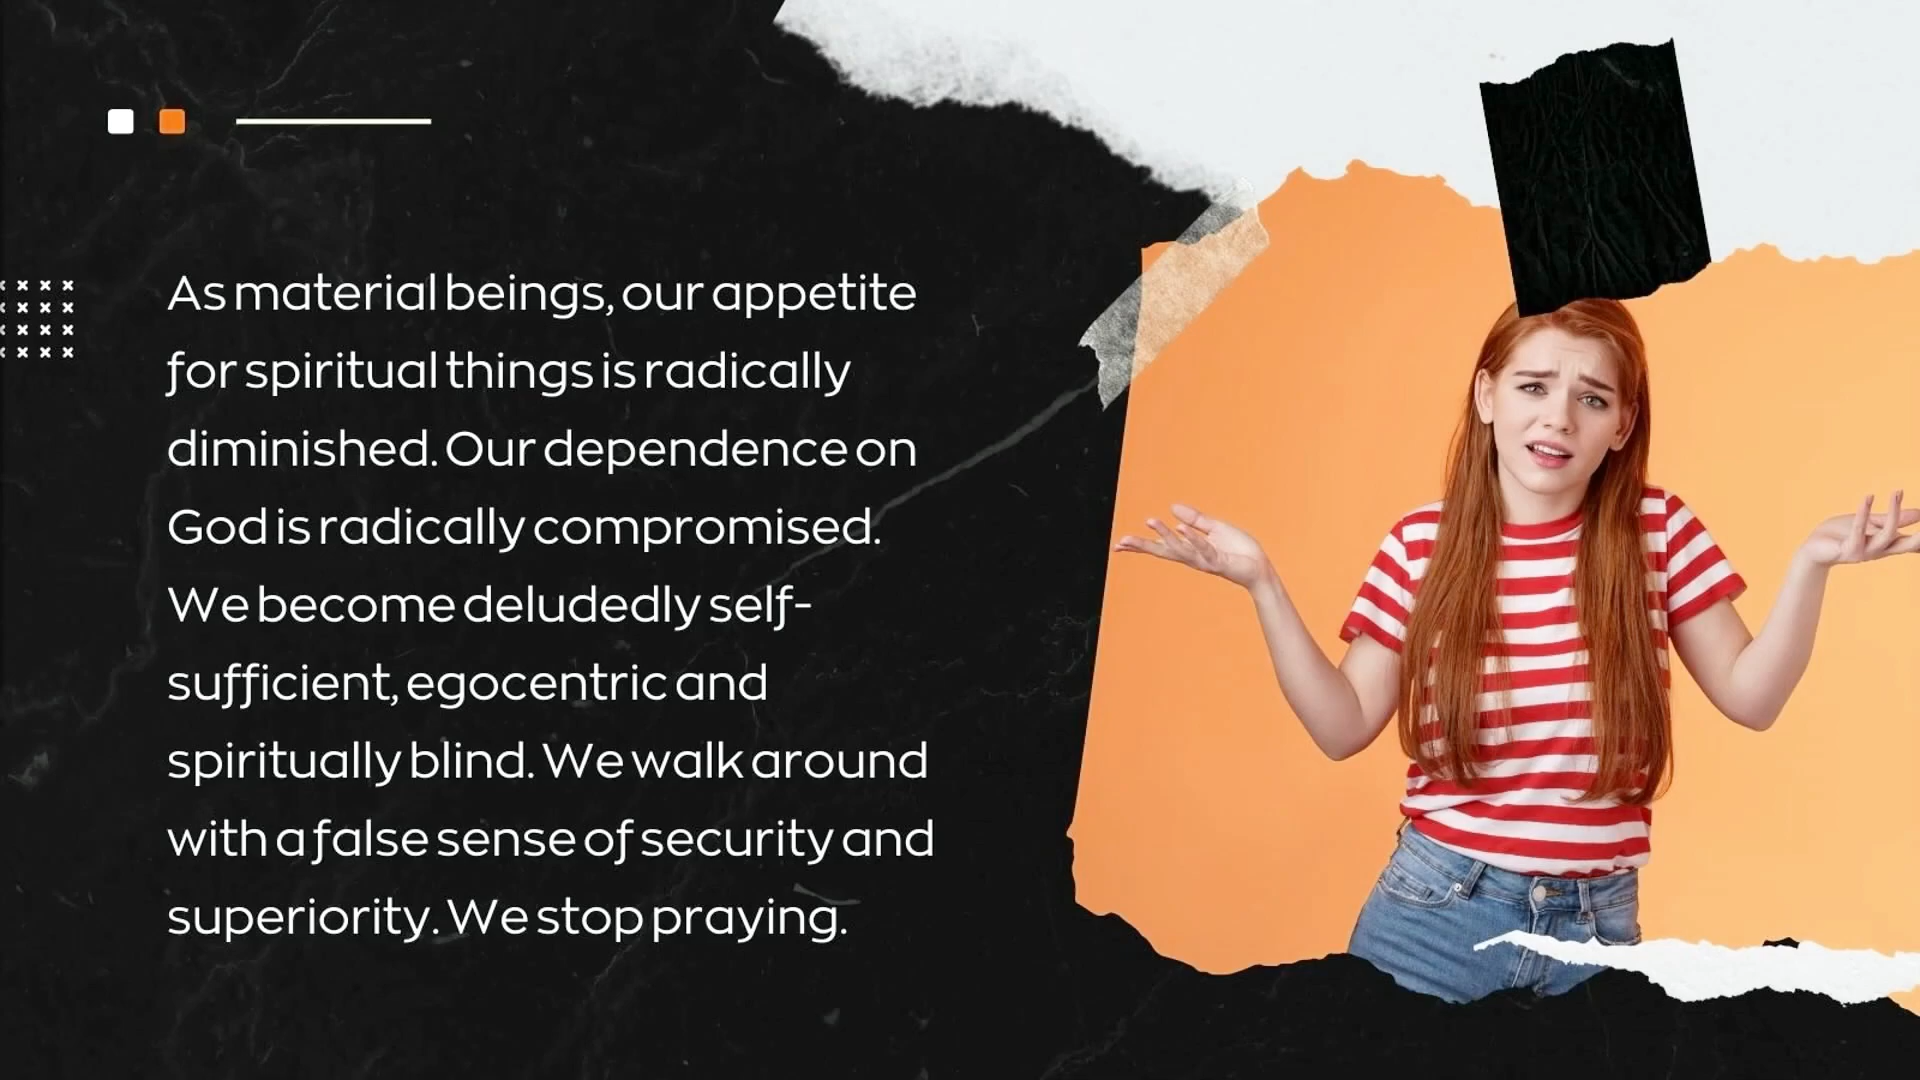 As material beings, our appetite
for spiritual things is radically
diminished. Our dependence on
God is radically compromised.
We become deludedly self-
sufficient, egocentric and
spiritually blind. We walk around
with a false sense of security and
superiority. We stop praying.